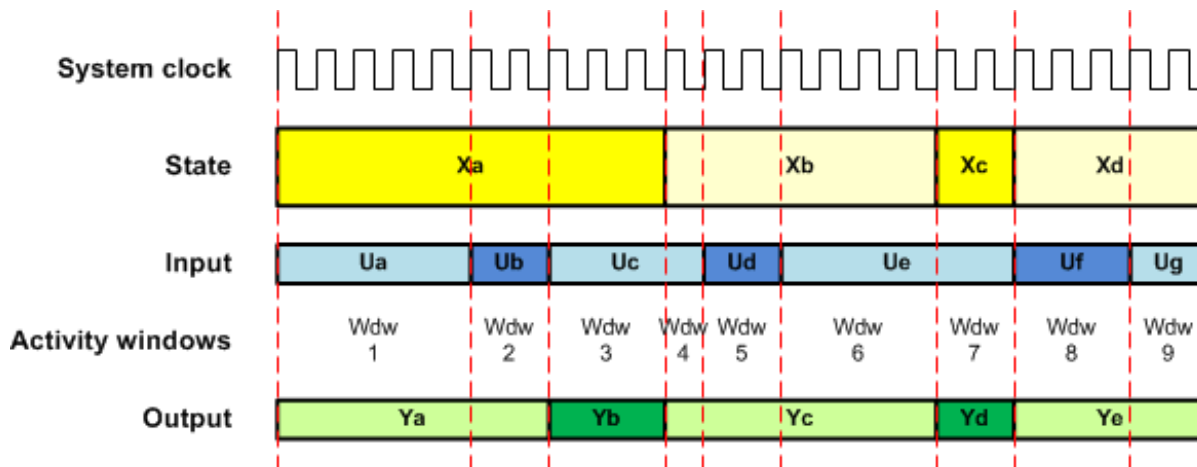 System clock
State Xa Xb Xc Xd
Input Ua Ub Uc Ud Ue Uf Ug
Activity windows Wdw 1 Wdw 2 Wdw 3 Wdw 4 Wdw 5 Wdw 6 Wdw 7 Wdw 8 Wdw 9
Output Ya Yb Yc Yd Ye